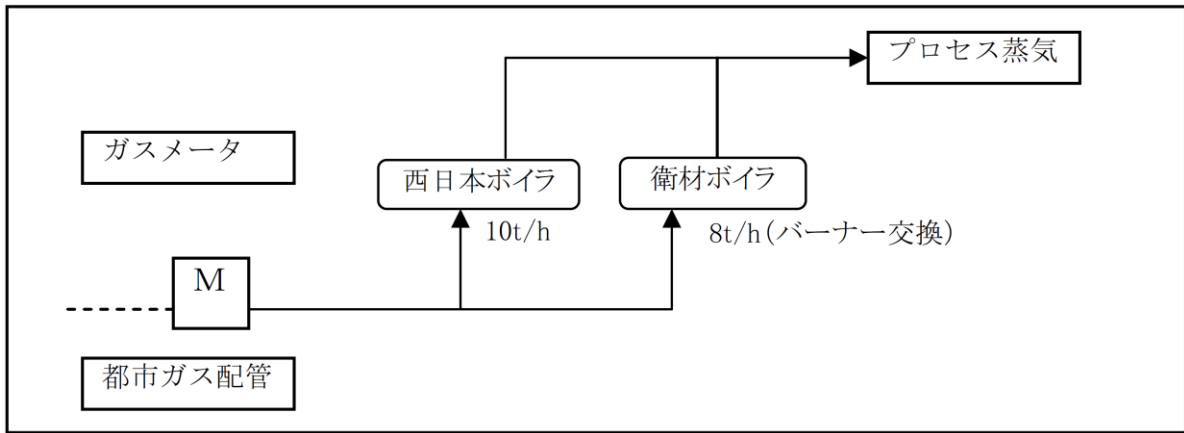 プロセス蒸気
ガスメータ
西日本ボイラ
衛材ボイラ
10t/h
8t/h(バーナー交換)
M
都市ガス配管